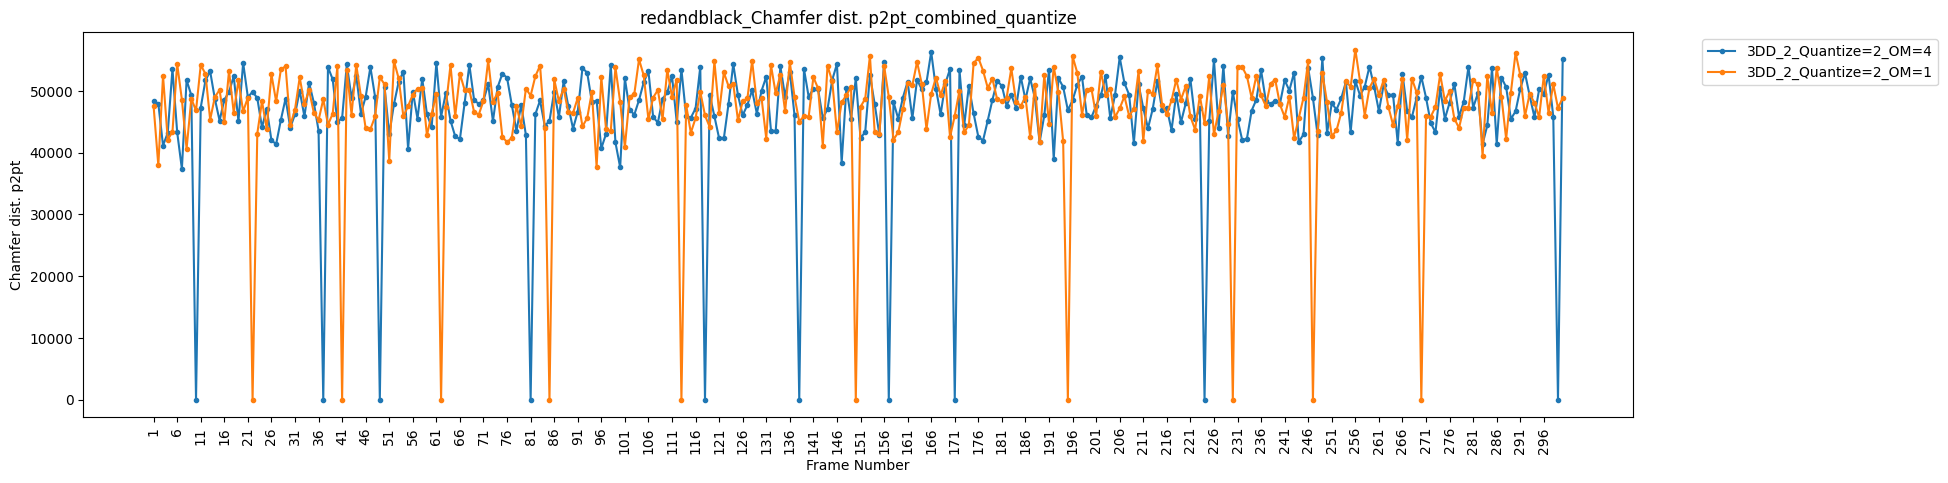 redandblack_Chamfer dist. p2pt_combined_quantize
3DD_2_Quantize=2_OM=4
3DD_2_Quantize=2_OM=1
Chamfer dist. p2pt
50000
40000
30000
20000
10000
0
1 6 11 16 21 26 31 36 41 46 51 56 61 66 71 76 81 86 91 96 101 106 111 116 121 126 131 136 141 146 151 156 161 166 171 176 181 186 191 196 201 206 211 216 221 226 231 236 241 246 251 256 261 266 271 276 281 286 291 296
Frame Number